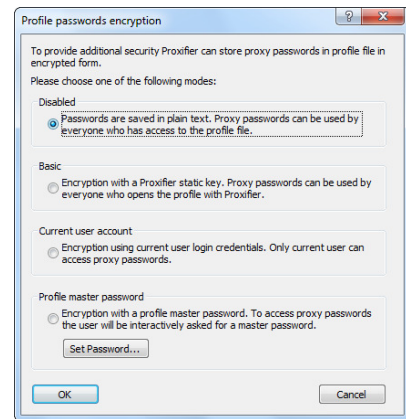 Profile passwords encryption
To provide additional security Proxifier can store proxy passwords in profile file in
encrypted form.
Please choose one of the following modes:
Disabled
Passwords are saved in plain text. Proxy passwords can be used by
everyone who has access to the profile file.
Basic
Encryption with a Proxifier static key. Proxy passwords can be used by
everyone who opens the profile with Proxifier.
Current user account
Encryption using current user login credentials. Only current user can
access proxy passwords.
Profile master password
Encryption with a profile master password. To access proxy passwords
the user will be interactively asked for a master password.
Set Password...
OK
Cancel